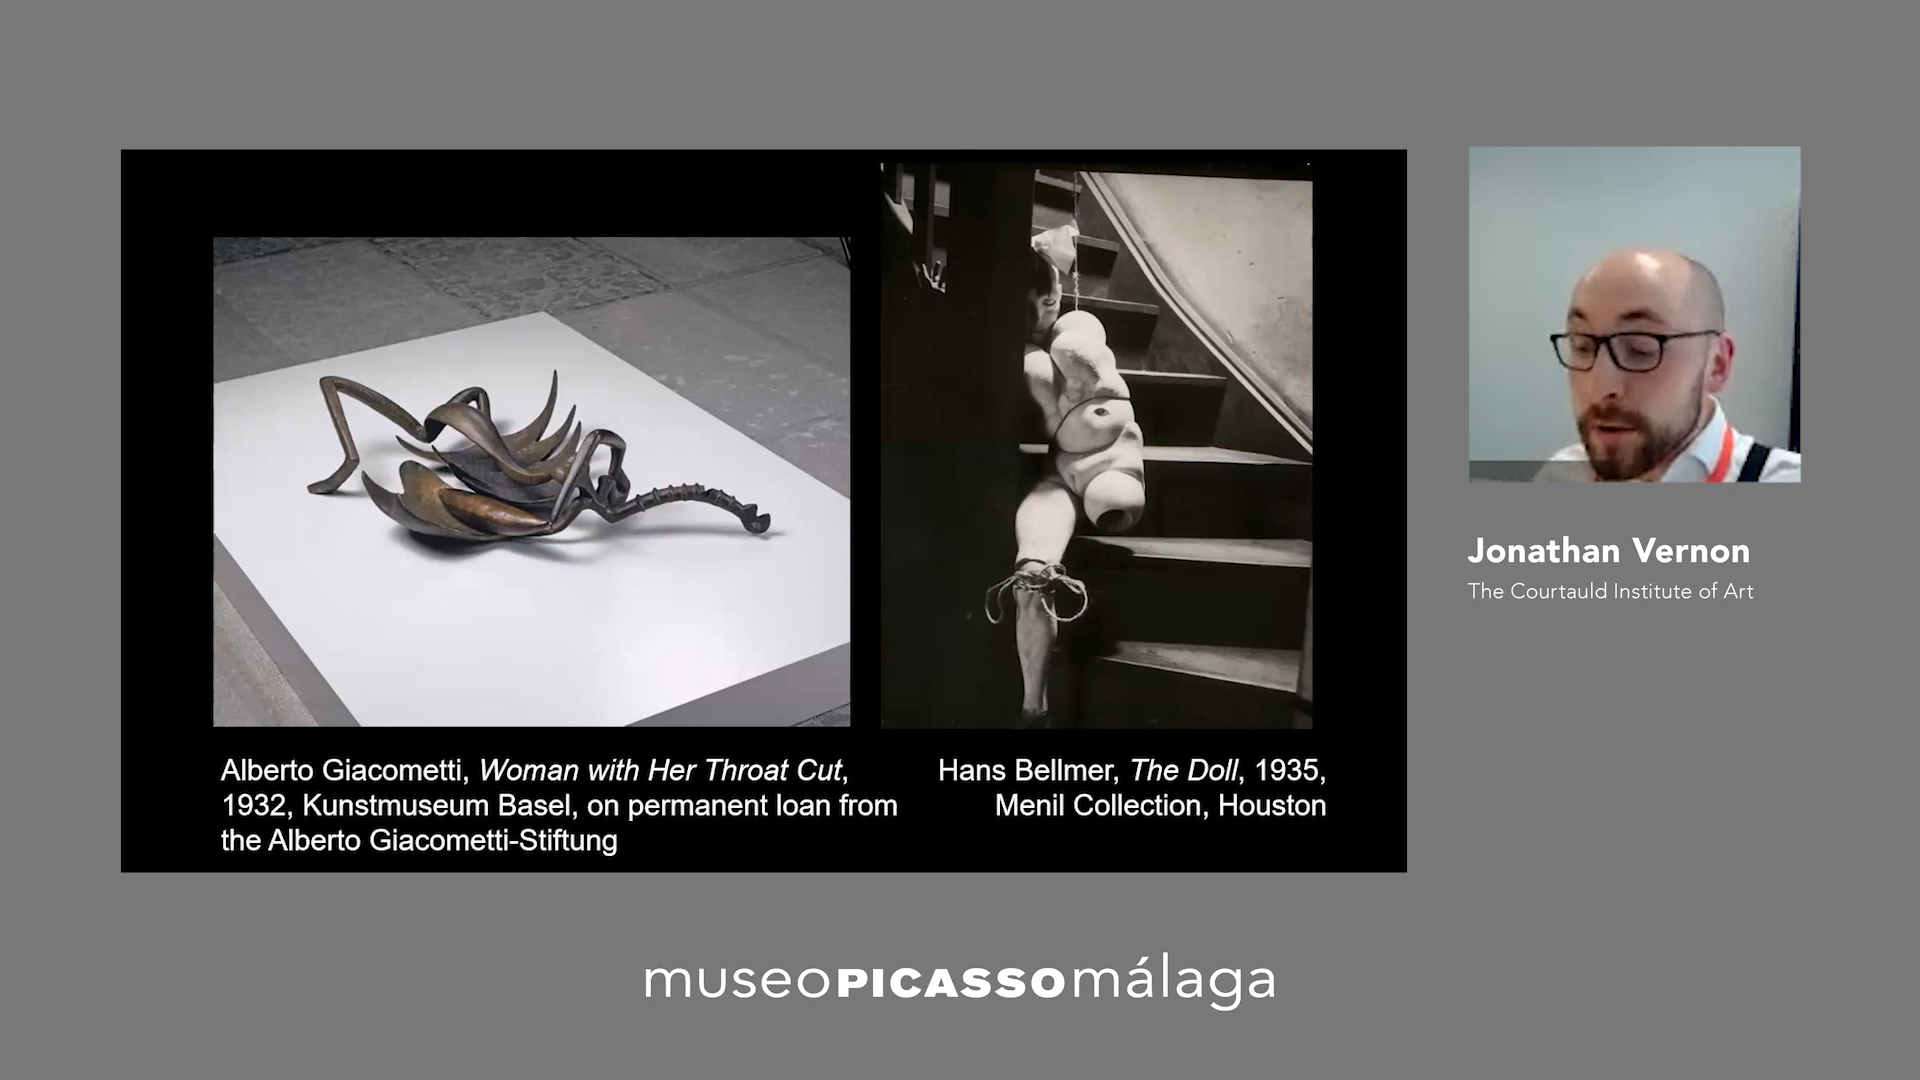 Alberto Giacometti, Woman with Her Throat Cut,
1932, Kunstmuseum Basel, on permanent loan from
the Alberto Giacometti-Stiftung
Hans Bellmer, The Doll, 1935,
Menil Collection, Houston
Jonathan Vernon
The Courtauld Institute of Art
museoPICASSOmálaga